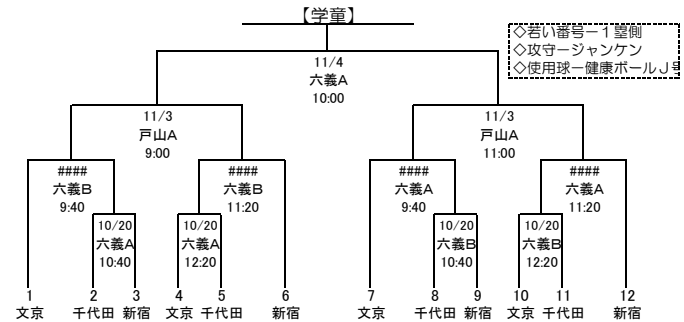 【学童】
◇若い番号－１塁側
◇攻守－ジャンケン
◇使用球－健康ボールＪ号
11/4
六義A
10:00
11/3
戸山A
9:00
11/3
戸山A
11:00
####
六義B
9:40
####
六義B
11:20
####
六義A
9:40
####
六義A
11:20
10/20
六義A
10:40
10/20
六義A
12:20
10/20
六義B
10:40
10/20
六義B
12:20
1 2 3 4 5 6 7 8 9 10 11 12
文京 千代田 新宿 文京 千代田 新宿 文京 千代田 新宿 文京 千代田 新宿